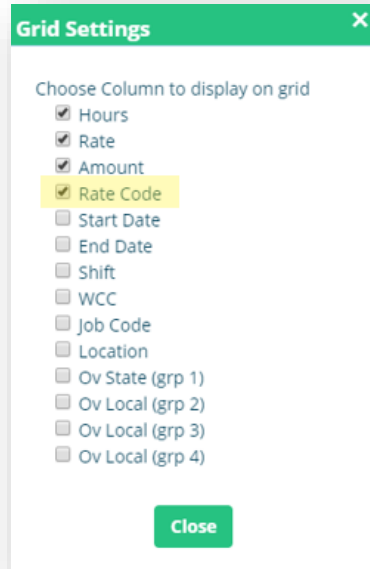 Grid Settings
Choose Column to display on grid
Hours
Rate
Amount
Rate Code
Start Date
End Date
Shift
WCC
Job Code
Location
Ov State (grp 1)
Ov Local (grp 2)
Ov Local (grp 3)
Ov Local (grp 4)
Close